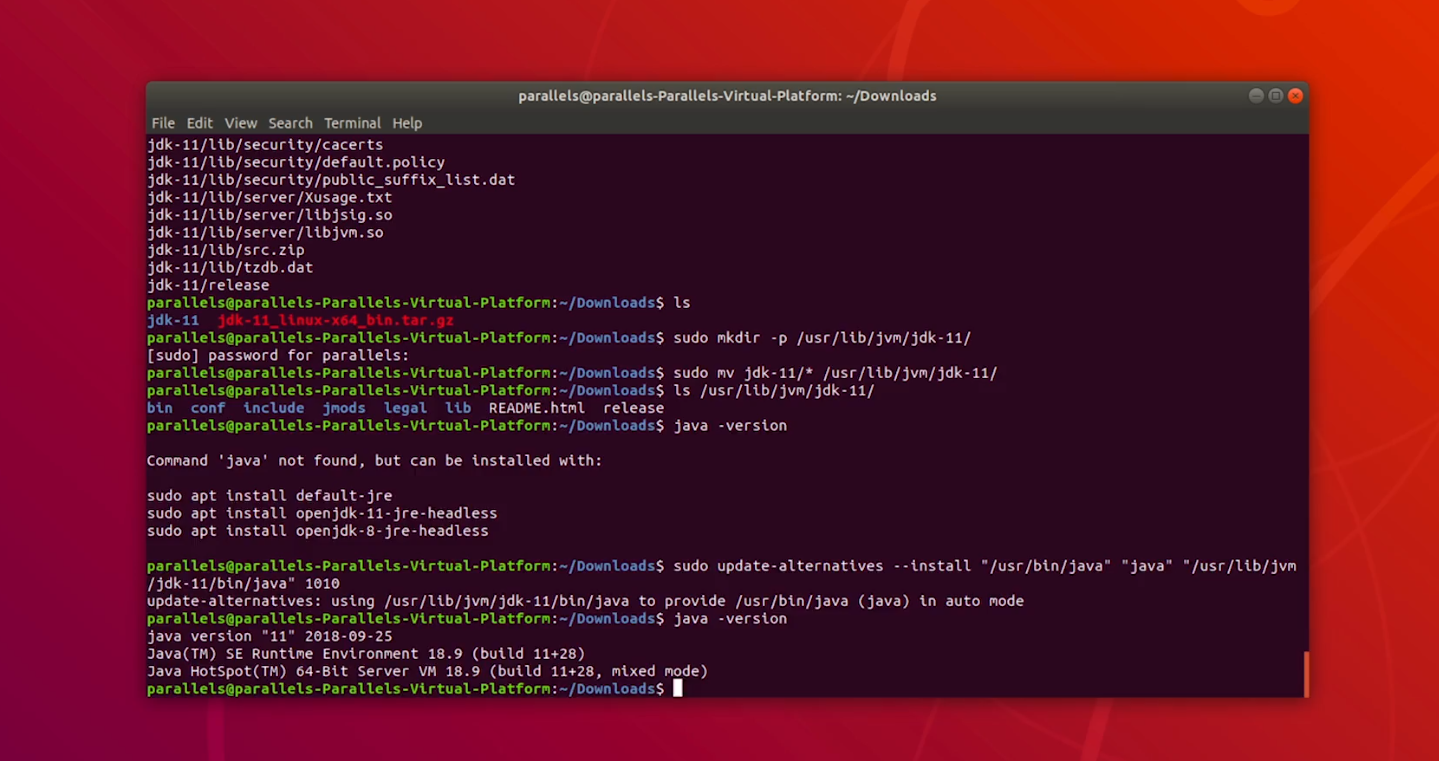 parallels@parallels-Parallels-Virtual-Platform: ~/Downloads
File Edit View Search Terminal Help
jdk-11/lib/security/cacerts
jdk-11/lib/security/default.policy
jdk-11/lib/security/public_suffix_list.dat
jdk-11/lib/server/Xusage.txt
jdk-11/lib/server/libjsig.so
jdk-11/lib/server/libjvm.so
jdk-11/lib/src.zip
jdk-11/lib/tzdb.dat
jdk-11/release
parallels@parallels-Parallels-Virtual-Platform:~/Downloads$ ls
jdk-11  jdk-11_linux-x64_bin.tar.gz
parallels@parallels-Parallels-Virtual-Platform:~/Downloads$ sudo mkdir -p /usr/lib/jvm/jdk-11/
[sudo] password for parallels:
parallels@parallels-Parallels-Virtual-Platform:~/Downloads$ sudo mv jdk-11/* /usr/lib/jvm/jdk-11/
parallels@parallels-Parallels-Virtual-Platform:~/Downloads$ ls /usr/lib/jvm/jdk-11/
bin  conf  include  jmods  legal  lib  README.html  release
parallels@parallels-Parallels-Virtual-Platform:~/Downloads$ java -version
Command 'java' not found, but can be installed with:
sudo apt install default-jre
sudo apt install openjdk-11-jre-headless
sudo apt install openjdk-8-jre-headless
parallels@parallels-Parallels-Virtual-Platform:~/Downloads$ sudo update-alternatives --install "/usr/bin/java" "java" "/usr/lib/jvm
/jdk-11/bin/java" 1010
update-alternatives: using /usr/lib/jvm/jdk-11/bin/java to provide /usr/bin/java (java) in auto mode
parallels@parallels-Parallels-Virtual-Platform:~/Downloads$ java -version
java version "11" 2018-09-25
Java(TM) SE Runtime Environment 18.9 (build 11+28)
Java HotSpot(TM) 64-Bit Server VM 18.9 (build 11+28, mixed mode)
parallels@parallels-Parallels-Virtual-Platform:~/Downloads$